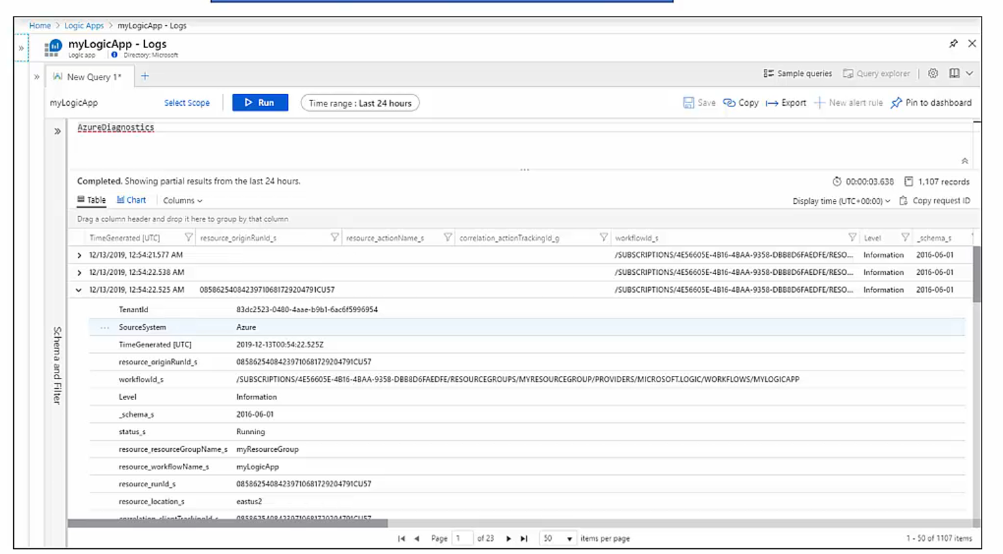 Home > Logic Apps > myLogicApp - Logs
myLogicApp - Logs
Logic app Directory: Microsoft
New Query 1* +
Sample queries Query explorer
myLogicApp Select Scope Run Time range : Last 24 hours Save Copy Export New alert rule Pin to dashboard
AzureDiagnostics
Completed. Showing partial results from the last 24 hours. 00:00:03.638 1,107 records
Table Chart Columns Display time (UTC+00:00) Copy request ID
Drag a column header and drop it here to group by that column
TimeGenerated [UTC] resource_originRunId_s resource_actionName_s correlation_actionTrackingId_g workflowId_s Level _schema_s
12/13/2019, 12:54:21.577 AM /SUBSCRIPTIONS/4E56605E-4B16-4BAA-9358-DBB8D6FAEDFE/RESO... Information 2016-06-01
12/13/2019, 12:54:22.538 AM /SUBSCRIPTIONS/4E56605E-4B16-4BAA-9358-DBB8D6FAEDFE/RESO... Information 2016-06-01
12/13/2019, 12:54:22.525 AM 08586254084239710681729204791CU57 /SUBSCRIPTIONS/4E56605E-4B16-4BAA-9358-DBB8D6FAEDFE/RESO... Information 2016-06-01
TenantId 83dc2523-0480-4aae-b9b1-6ac6f5996954
... SourceSystem Azure
TimeGenerated [UTC] 2019-12-13T00:54:22.525Z
resource_originRunId_s 08586254084239710681729204791CU57
workflowId_s /SUBSCRIPTIONS/4E56605E-4B16-4BAA-9358-DBB8D6FAEDFE/RESOURCEGROUPS/MYRESOURCEGROUP/PROVIDERS/MICROSOFT.LOGIC/WORKFLOWS/MYLOGICAPP
Level Information
_schema_s 2016-06-01
status_s Running
resource_resourceGroupName_s myResourceGroup
resource_workflowName_s myLogicApp
resource_runId_s 08586254084239710681729204791CU57
resource_location_s eastus2
correlation_clientTrackingId_s 08586254084239710681729204791CU57
Schema and Filter
Page 1 of 23 50 items per page 1 - 50 of 1107 items